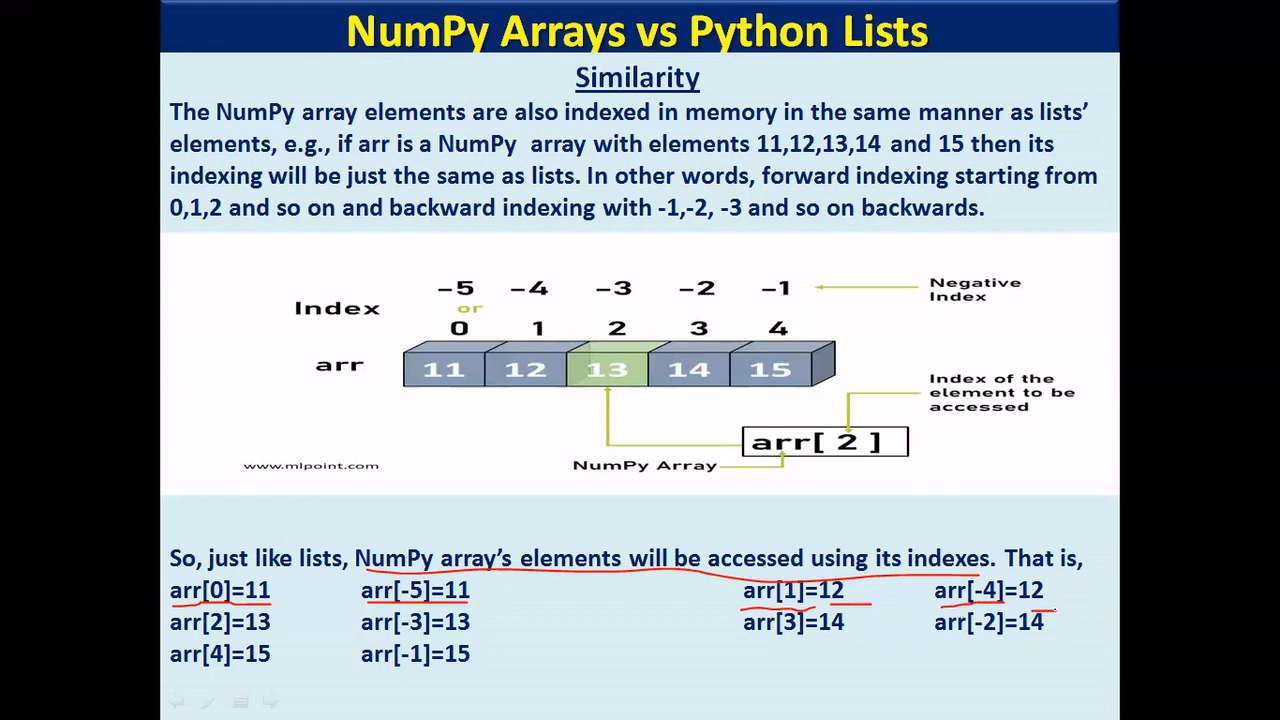 NumPy Arrays vs Python Lists
Similarity
The NumPy array elements are also indexed in memory in the same manner as lists’
elements, e.g., if arr is a NumPy array with elements 11,12,13,14 and 15 then its
indexing will be just the same as lists. In other words, forward indexing starting from
0,1,2 and so on and backward indexing with -1,-2, -3 and so on backwards.
−5 −4 −3 −2 −1
Negative
Index
Index
or
0 1 2 3 4
arr
11 12 13 14 15
Index of the
element to be
accessed
arr[ 2 ]
NumPy Array
www.mlpoint.com
So, just like lists, NumPy array’s elements will be accessed using its indexes. That is,
arr[0]=11 arr[-5]=11 arr[1]=12 arr[-4]=12
arr[2]=13 arr[-3]=13 arr[3]=14 arr[-2]=14
arr[4]=15 arr[-1]=15